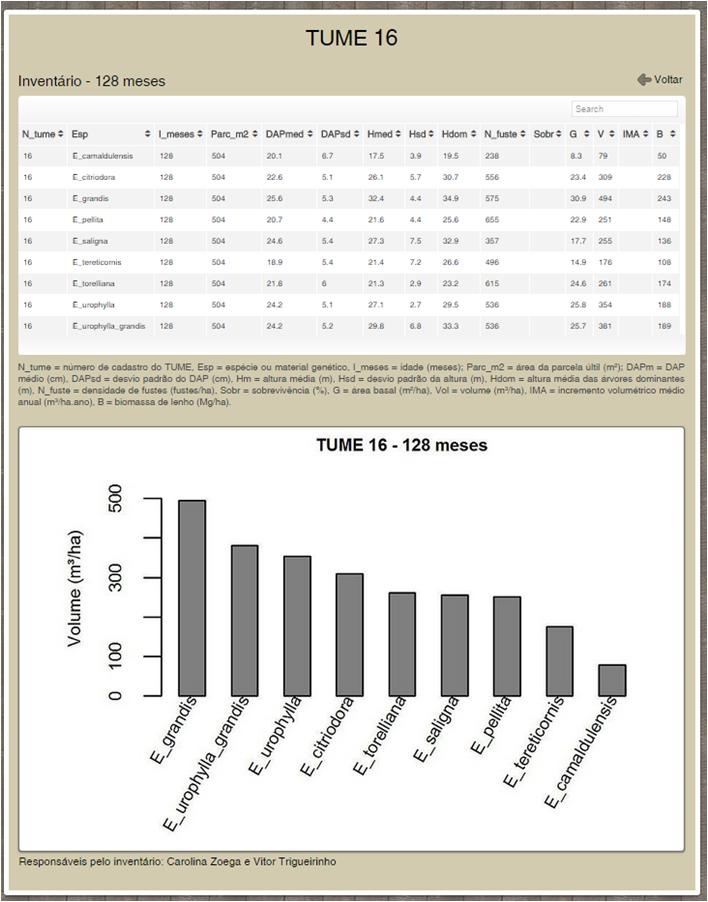 TUME 16
Inventário - 128 meses
Voltar
Search
N_tume Esp I_meses Parc_m2 DAPmed DAPsd Hmed Hsd Hdom N_fuste Sobr G V IMA B
16 E_camaldulensis 128 504 20.1 6.7 17.5 3.9 19.5 238 8.3 79 50
16 E_citriodora 128 504 22.6 5.1 26.1 5.7 30.7 556 23.4 309 228
16 E_grandis 128 504 25.6 5.3 32.4 4.4 34.9 575 30.9 494 243
16 E_pellita 128 504 20.7 4.4 21.6 4.4 25.6 655 22.9 251 148
16 E_saligna 128 504 24.6 5.4 27.3 7.5 32.9 357 17.7 255 136
16 E_tereticornis 128 504 18.9 5.4 21.4 7.2 26.6 496 14.9 176 108
16 E_torelliana 128 504 21.8 6 21.3 2.9 23.2 615 24.6 261 174
16 E_urophylla 128 504 24.2 5.1 27.1 2.7 29.5 536 25.8 354 188
16 E_urophylla_grandis 128 504 24.2 5.2 29.8 6.8 33.3 536 25.7 381 189
N_tume = número de cadastro do TUME, Esp = espécie ou material genético, I_meses = idade (meses); Parc_m2 = área da parcela últil (m²); DAPm = DAP
médio (cm), DAPsd = desvio padrão do DAP (cm), Hm = altura média (m), Hsd = desvio padrão da altura (m), Hdom = altura média das árvores dominantes
(m), N_fuste = densidade de fustes (fustes/ha), Sobr = sobrevivência (%), G = área basal (m²/ha), Vol = volume (m³/ha), IMA = incremento volumétrico médio
anual (m³/ha.ano), B = biomassa de lenho (Mg/ha).
TUME 16 - 128 meses
Volume (m³/ha)
500
300
100
0
E_grandis
E_urophylla_grandis
E_urophylla
E_citriodora
E_torelliana
E_saligna
E_pellita
E_tereticornis
E_camaldulensis
Responsáveis pelo inventário: Carolina Zoega e Vitor Trigueirinho